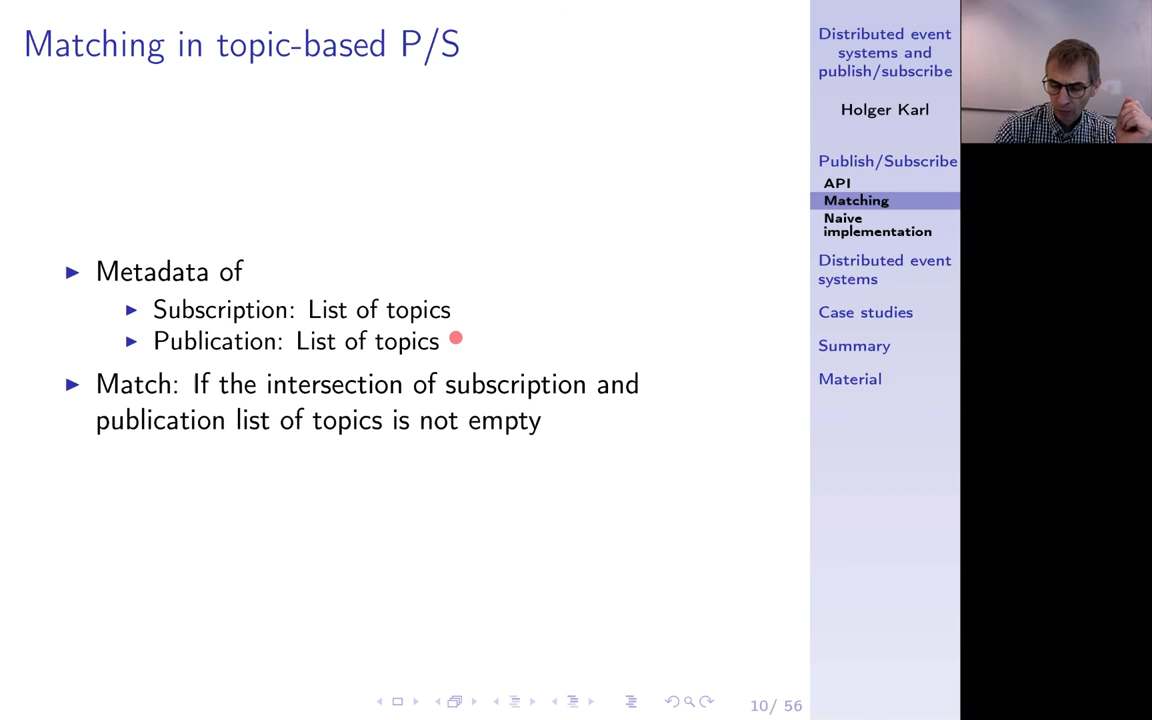 Matching in topic-based P/S
Metadata of
Subscription: List of topics
Publication: List of topics
Match: If the intersection of subscription and
publication list of topics is not empty
10/ 56
Distributed event
systems and
publish/subscribe
Holger Karl
Publish/Subscribe
API
Matching
Naive
implementation
Distributed event
systems
Case studies
Summary
Material